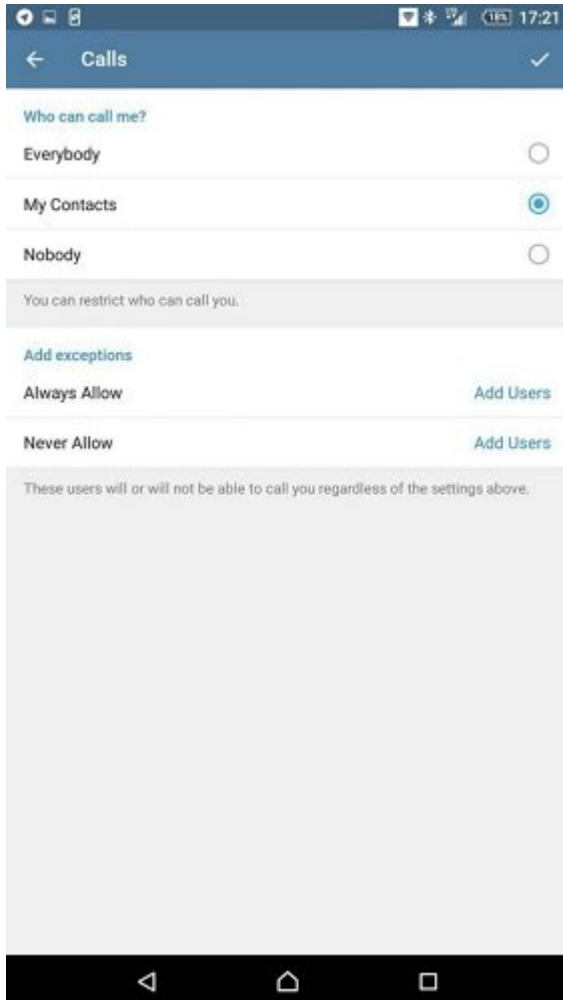 17:21
Calls
Who can call me?
Everybody
My Contacts
Nobody
You can restrict who can call you.
Add exceptions
Always Allow Add Users
Never Allow Add Users
These users will or will not be able to call you regardless of the settings above.